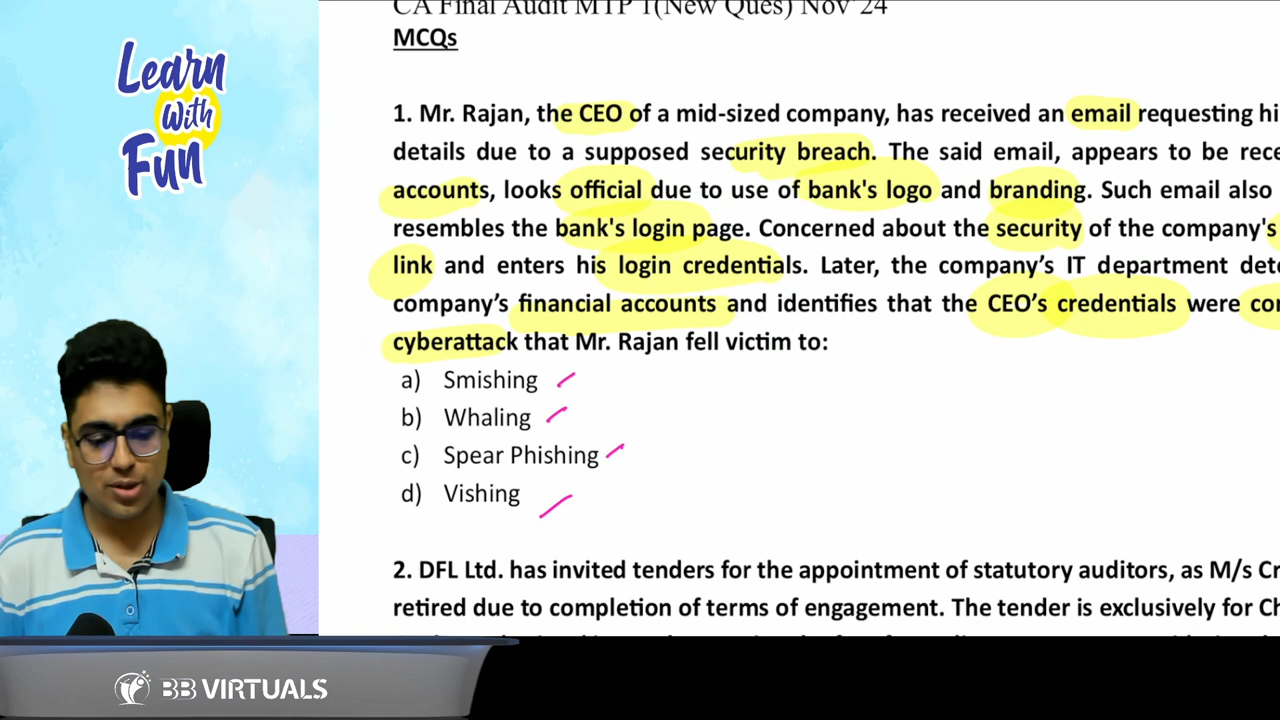 Learn
With
Fun
CA Final Audit MTP 1(New Ques) Nov'24
MCQs
1. Mr. Rajan, the CEO of a mid-sized company, has received an email requesting hi
details due to a supposed security breach. The said email, appears to be rece
accounts, looks official due to use of bank's logo and branding. Such email also
resembles the bank's login page. Concerned about the security of the company's
link and enters his login credentials. Later, the company's IT department dete
company's financial accounts and identifies that the CEO's credentials were co
cyberattack that Mr. Rajan fell victim to:
a) Smishing
b) Whaling
c) Spear Phishing
d) Vishing
2. DFL Ltd. has invited tenders for the appointment of statutory auditors, as M/s Cr
retired due to completion of terms of engagement. The tender is exclusively for Ch
BB VIRTUALS